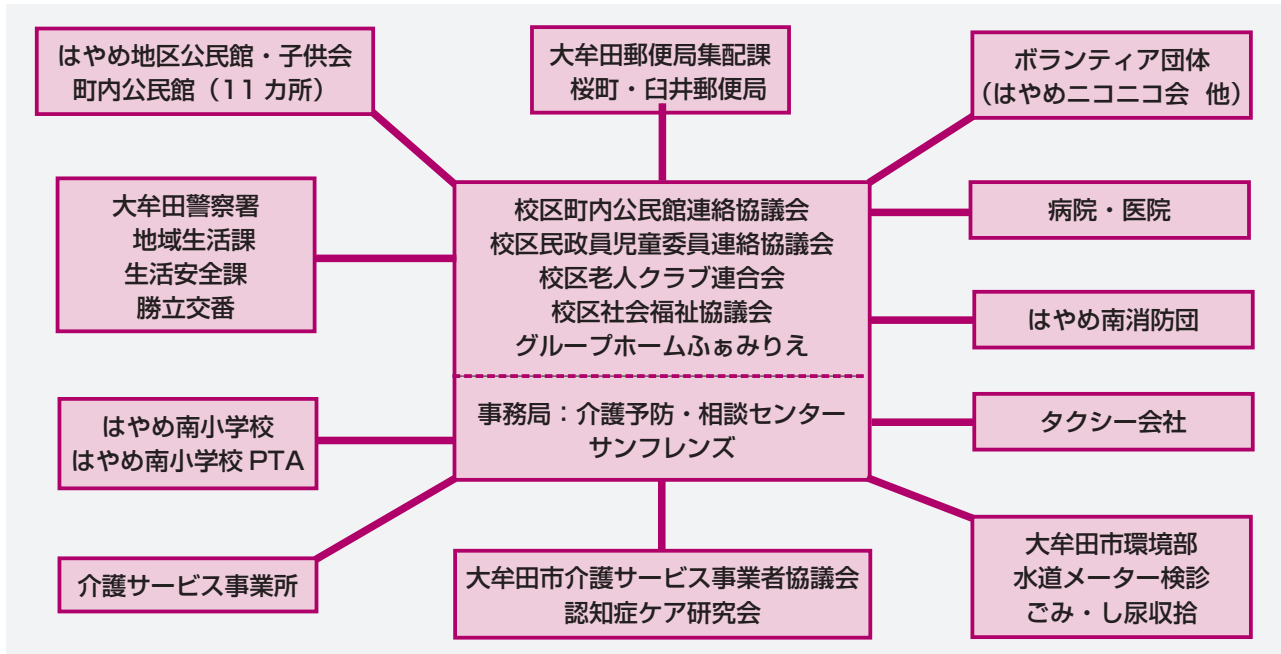 はやめ地区公民館・子供会
町内公民館（11 カ所）
大牟田郵便局集配課
桜町・臼井郵便局
ボランティア団体
（はやめニコニコ会 他）
大牟田警察署
地域生活課
生活安全課
勝立交番
校区町内公民館連絡協議会
校区民政員児童委員連絡協議会
校区老人クラブ連合会
校区社会福祉協議会
グループホームふぁみりえ
事務局：介護予防・相談センター
サンフレンズ
病院・医院
はやめ南消防団
タクシー会社
はやめ南小学校
はやめ南小学校 PTA
介護サービス事業所
大牟田市介護サービス事業者協議会
認知症ケア研究会
大牟田市環境部
水道メーター検診
ごみ・し尿収拾